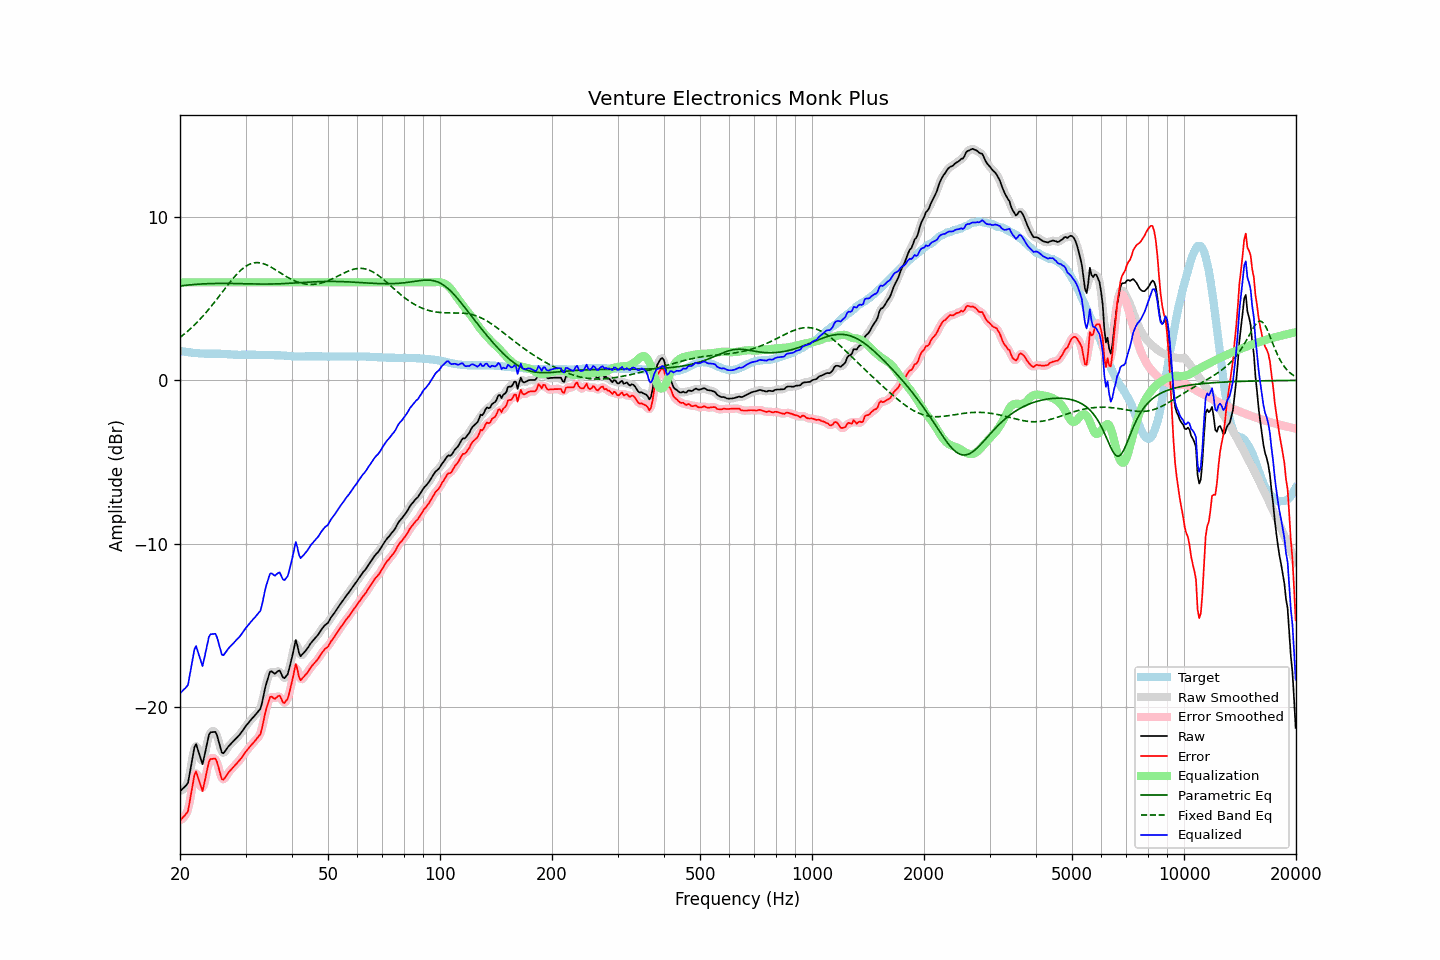 Venture Electronics Monk Plus
Amplitude (dBr)
10
0
−10
−20
20
50
100
200
500
1000
2000
5000
10000
20000
Frequency (Hz)
Target
Raw Smoothed
Error Smoothed
Raw
Error
Equalization
Parametric Eq
Fixed Band Eq
Equalized